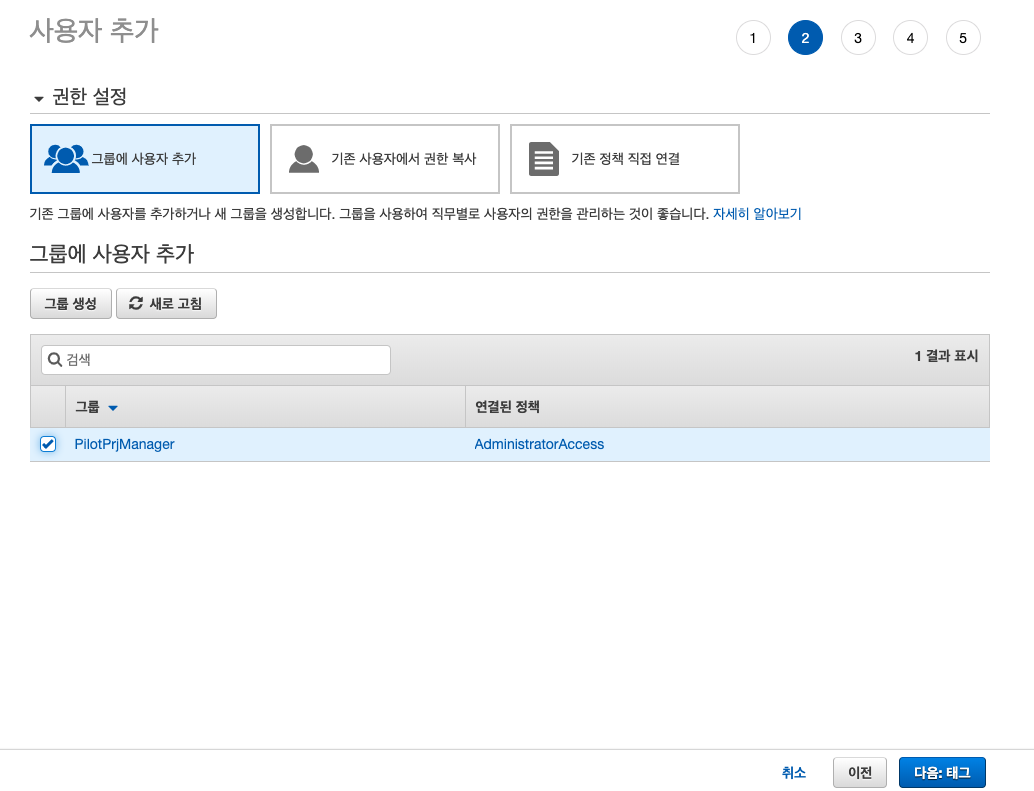 사용자 추가
1 2 3 4 5
권한 설정
그룹에 사용자 추가
기존 사용자에서 권한 복사
기존 정책 직접 연결
기존 그룹에 사용자를 추가하거나 새 그룹을 생성합니다. 그룹을 사용하여 직무별로 사용자의 권한을 관리하는 것이 좋습니다. 자세히 알아보기
그룹에 사용자 추가
그룹 생성 새로 고침
검색 1 결과 표시
그룹 연결된 정책
PilotPrjManager AdministratorAccess
취소 이전 다음: 태그